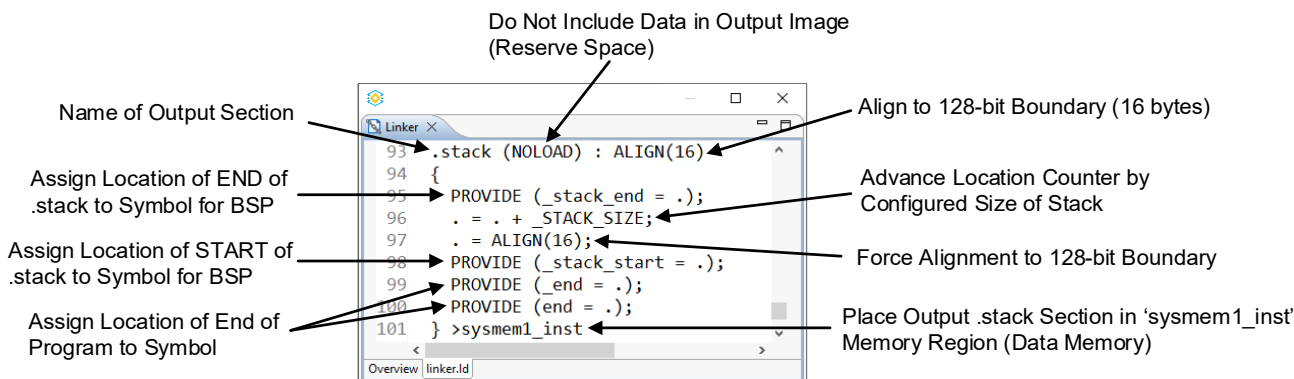 Do Not Include Data in Output Image
(Reserve Space)
Name of Output Section
Align to 128-bit Boundary (16 bytes)
Linker
93 .stack (NOLOAD) : ALIGN(16)
94 {
95 PROVIDE (_stack_end = .);
96 . = . + _STACK_SIZE;
97 . = ALIGN(16);
98 PROVIDE (_stack_start = .);
99 PROVIDE (_end = .);
100 PROVIDE (end = .);
101 } >sysmem1_inst
Assign Location of END of
.stack to Symbol for BSP
Advance Location Counter by
Configured Size of Stack
Assign Location of START of
.stack to Symbol for BSP
Force Alignment to 128-bit Boundary
Assign Location of End of
Program to Symbol
Place Output .stack Section in ‘sysmem1_inst’
Memory Region (Data Memory)
Overview linker.ld